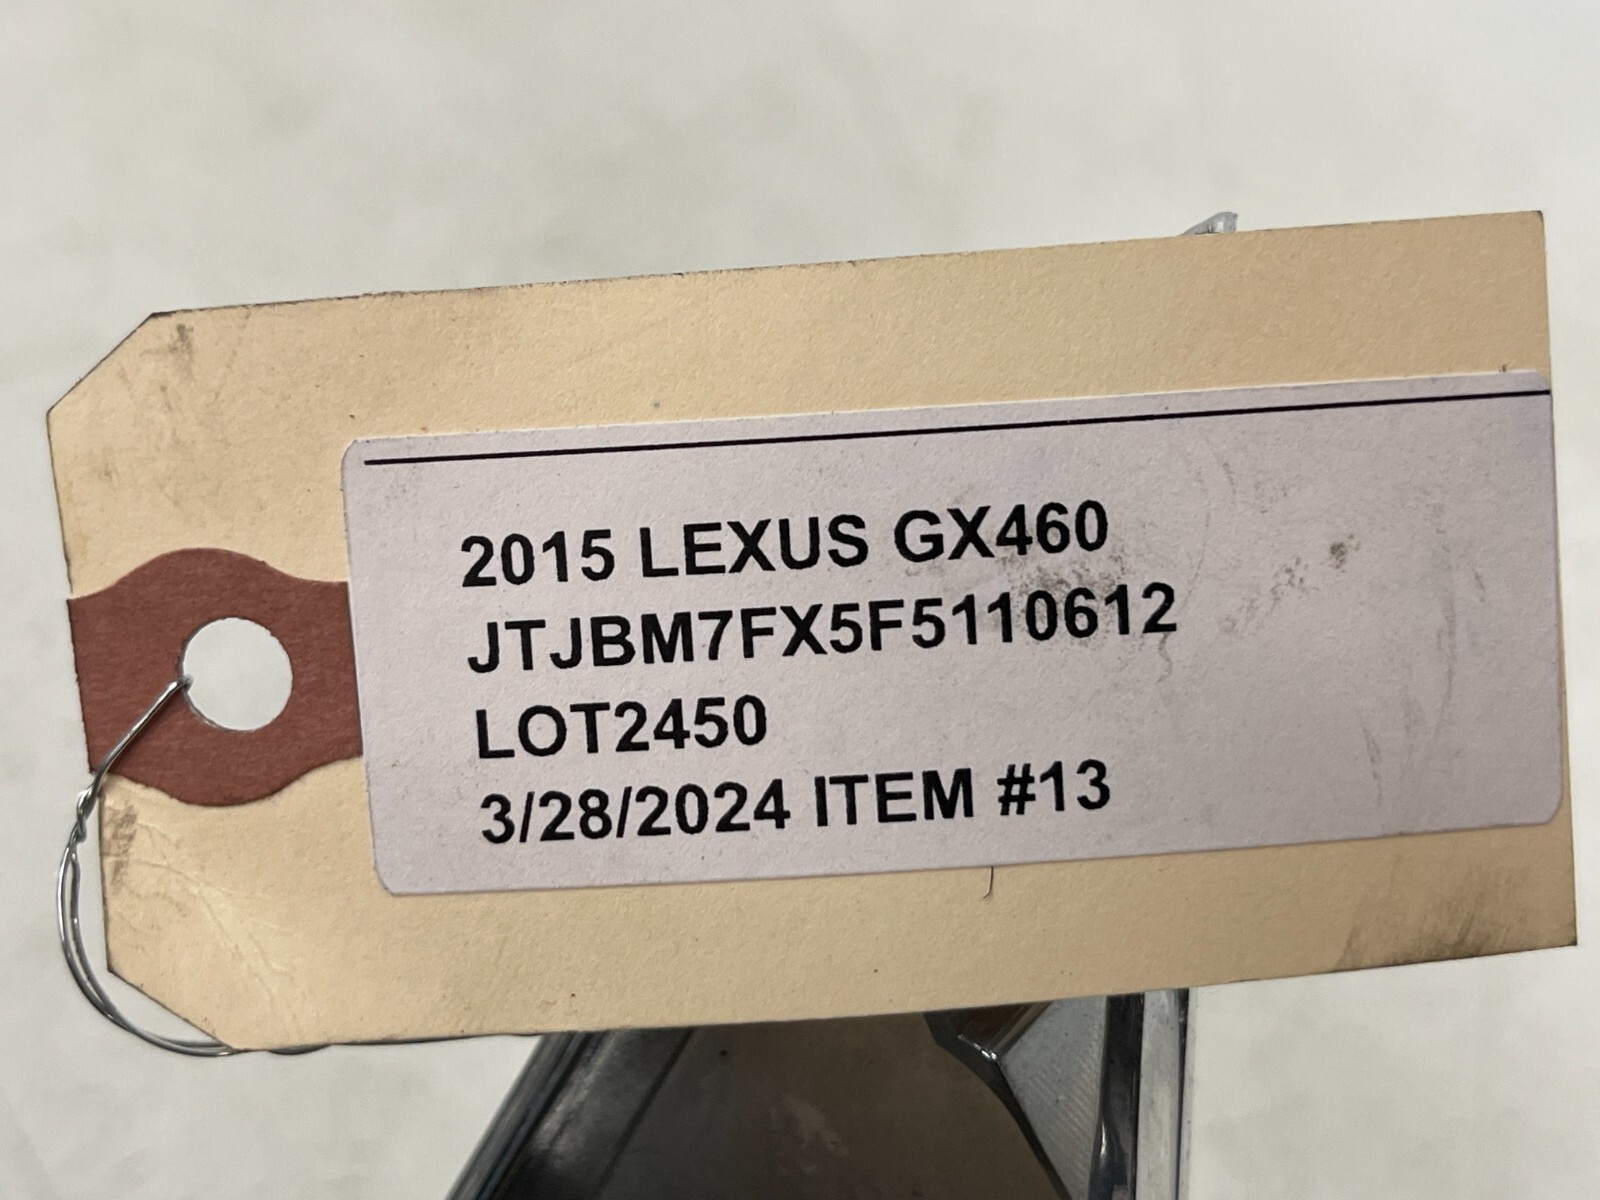 2015 LEXUS GX460
JTJBM7FX5F5110612
LOT2450
3/28/2024 ITEM #13